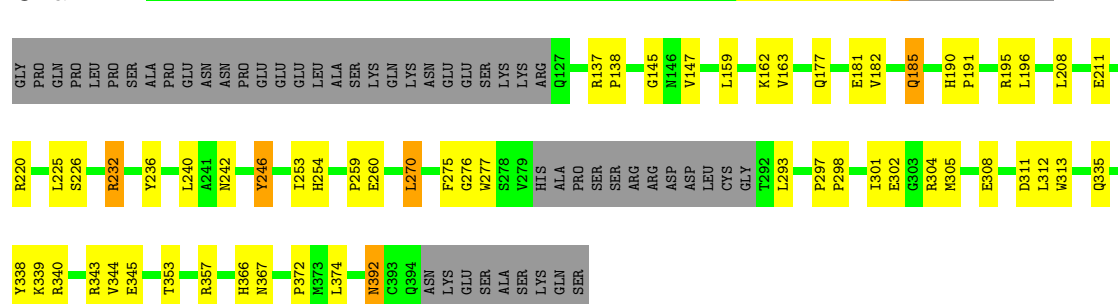 GLY PRO GLN PRO LEU PRO SER ALA PRO GLU ASN ASN PRO GLU GLU GLU LEU ALA SER LYS GLN LYS ASN GLU GLU SER LYS LYS ARG Q127 R137 P138 G145 N146 V147 L159 K162 V163 Q177 E181 V182 Q185 H190 P191 R195 L196 L208 E211
R220 L225 S226 R232 Y236 L240 A241 N242 Y246 I253 H254 P259 E260 L270 F275 G276 W277 S278 V279 HIS ALA PRO SER SER ARG ARG ASP ASP LEU CYS GLY T292 L293 P297 P298 I301 E302 G303 R304 M305 E308 D311 L312 W313 Q335
Y338 K339 R340 R343 V344 E345 T353 R357 H366 N367 P372 M373 L374 N392 C393 Q394 ASN LYS GLU SER ALA SER LYS GLN SER